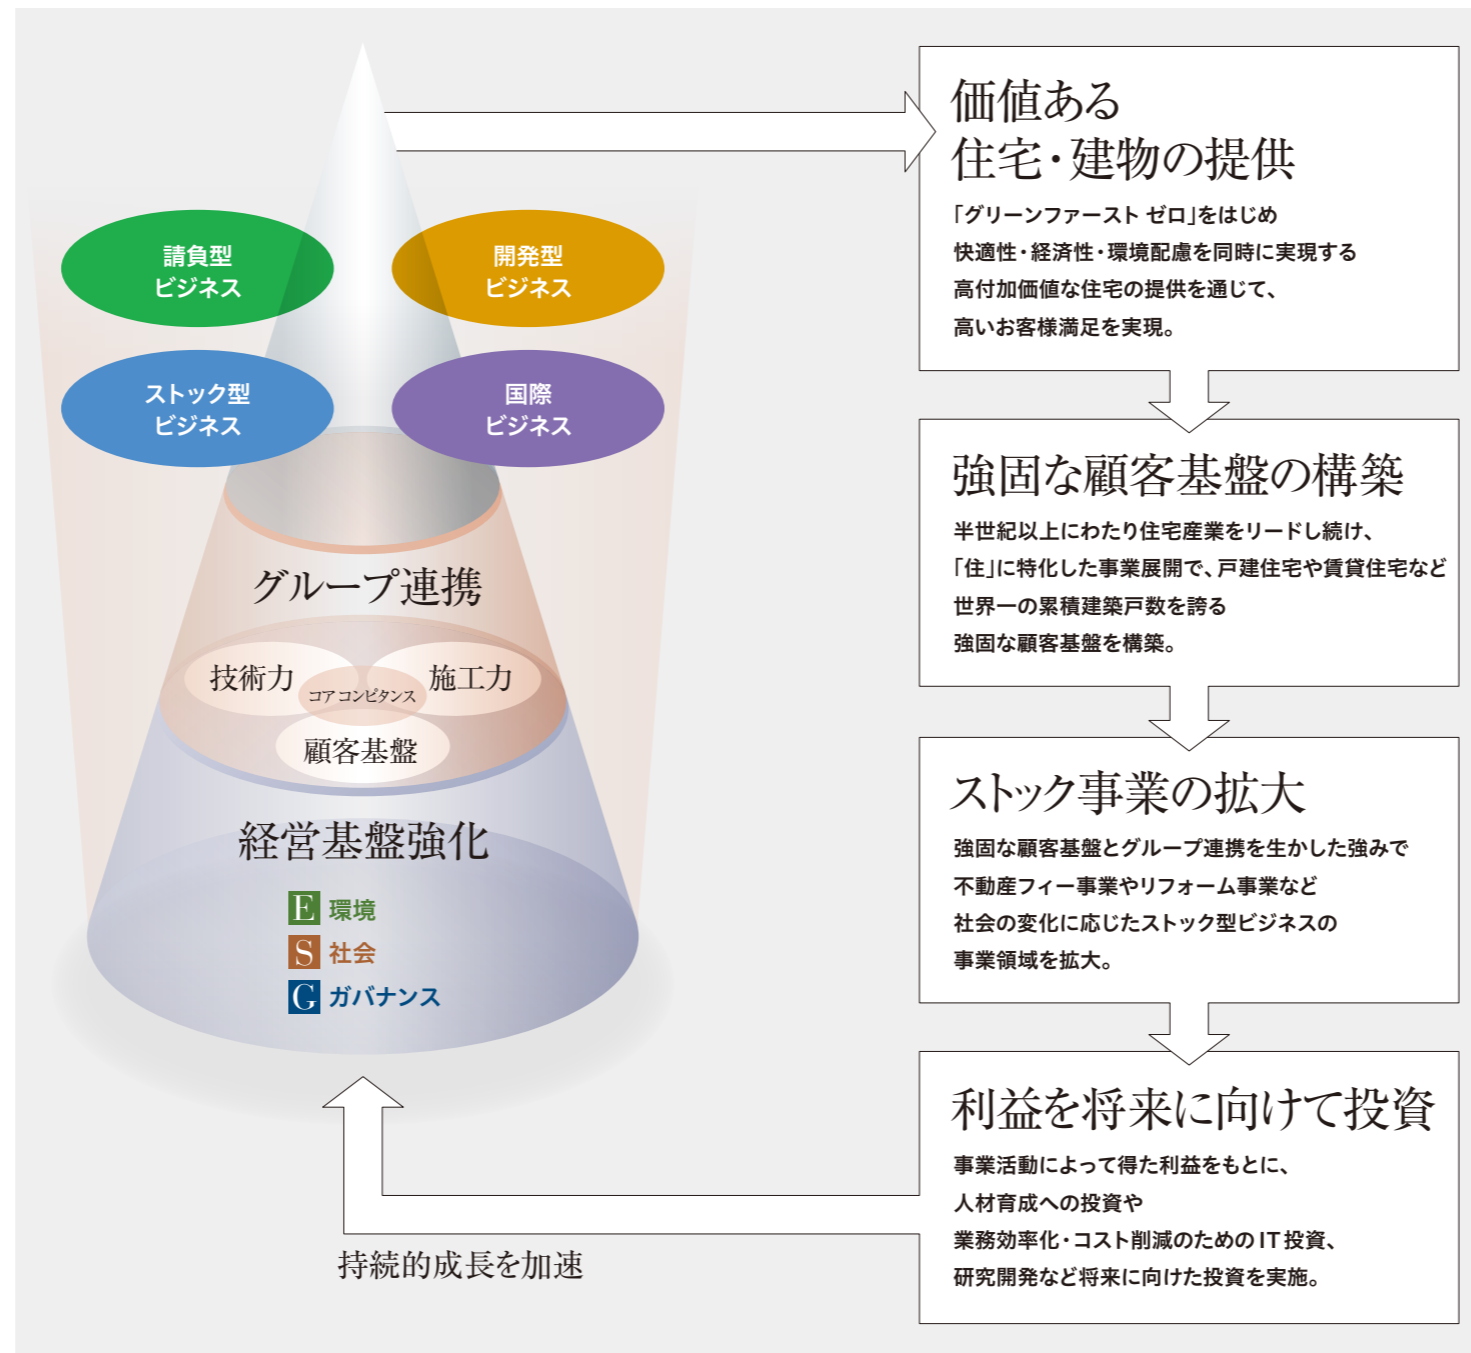 請負型
ビジネス
開発型
ビジネス
ストック型
ビジネス
国際
ビジネス
グループ連携
技術力
コア コンピタンス
施工力
顧客基盤
経営基盤強化
E 環境
S 社会
G ガバナンス
価値ある
住宅・建物の提供
「グリーンファースト ゼロ」をはじめ
快適性・経済性・環境配慮を同時に実現する
高付加価値な住宅の提供を通じて、
高いお客様満足を実現。
強固な顧客基盤の構築
半世紀以上にわたり住宅産業をリードし続け、
「住」に特化した事業展開で、戸建住宅や賃貸住宅など
世界一の累積建築戸数を誇る
強固な顧客基盤を構築。
ストック事業の拡大
強固な顧客基盤とグループ連携を生かした強みで
不動産フィー事業やリフォーム事業など
社会の変化に応じたストック型ビジネスの
事業領域を拡大。
利益を将来に向けて投資
事業活動によって得た利益をもとに、
人材育成への投資や
業務効率化・コスト削減のためのIT投資、
研究開発など将来に向けた投資を実施。
持続的成長を加速